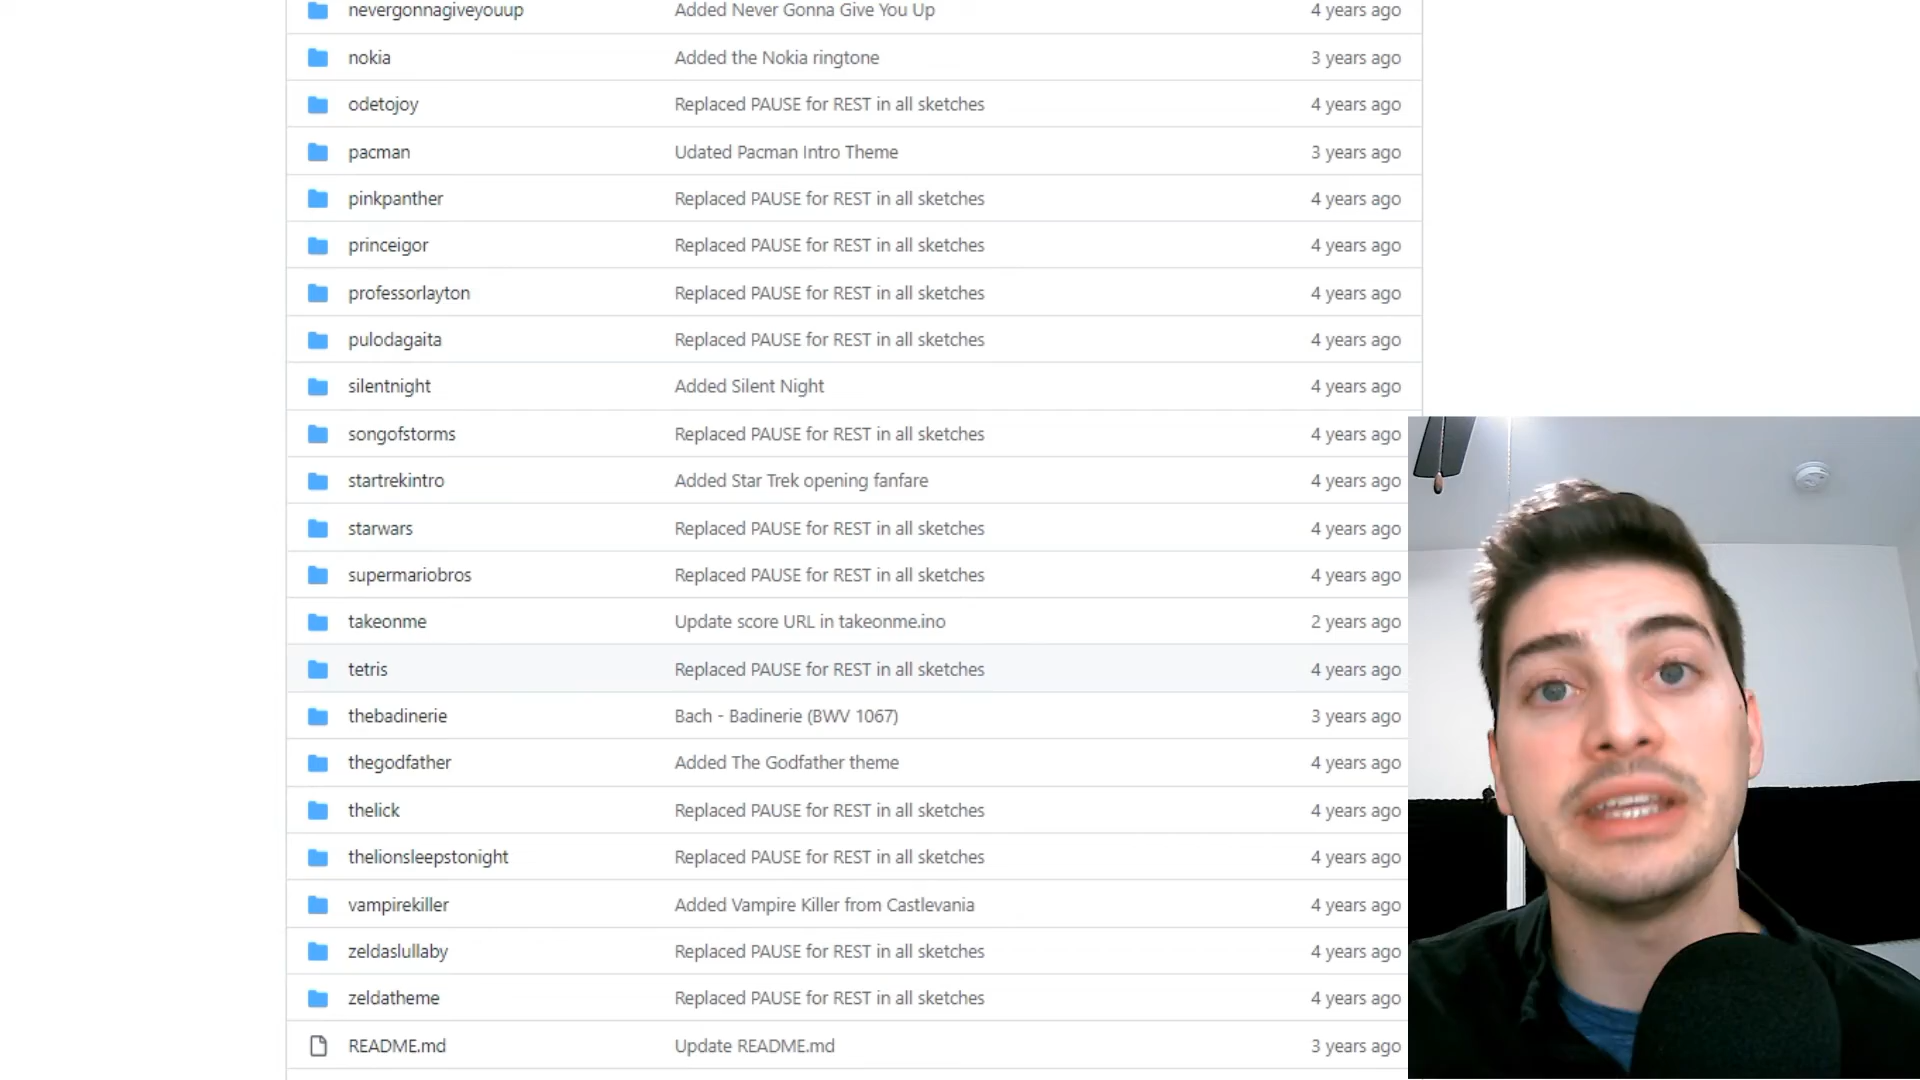 nevergonnagiveyouup Added Never Gonna Give You Up 4 years ago
nokia Added the Nokia ringtone 3 years ago
odetojoy Replaced PAUSE for REST in all sketches 4 years ago
pacman Udated Pacman Intro Theme 3 years ago
pinkpanther Replaced PAUSE for REST in all sketches 4 years ago
princeigor Replaced PAUSE for REST in all sketches 4 years ago
professorlayton Replaced PAUSE for REST in all sketches 4 years ago
pulodagaita Replaced PAUSE for REST in all sketches 4 years ago
silentnight Added Silent Night 4 years ago
songofstorms Replaced PAUSE for REST in all sketches 4 years ago
startrekintro Added Star Trek opening fanfare 4 years ago
starwars Replaced PAUSE for REST in all sketches 4 years ago
supermariobros Replaced PAUSE for REST in all sketches 4 years ago
takeonme Update score URL in takeonme.ino 2 years ago
tetris Replaced PAUSE for REST in all sketches 4 years ago
thebadinerie Bach - Badinerie (BWV 1067) 3 years ago
thegodfather Added The Godfather theme 4 years ago
thelick Replaced PAUSE for REST in all sketches 4 years ago
thelionsleepstonight Replaced PAUSE for REST in all sketches 4 years ago
vampirekiller Added Vampire Killer from Castlevania 4 years ago
zeldaslullaby Replaced PAUSE for REST in all sketches 4 years ago
zeldatheme Replaced PAUSE for REST in all sketches 4 years ago
README.md Update README.md 3 years ago